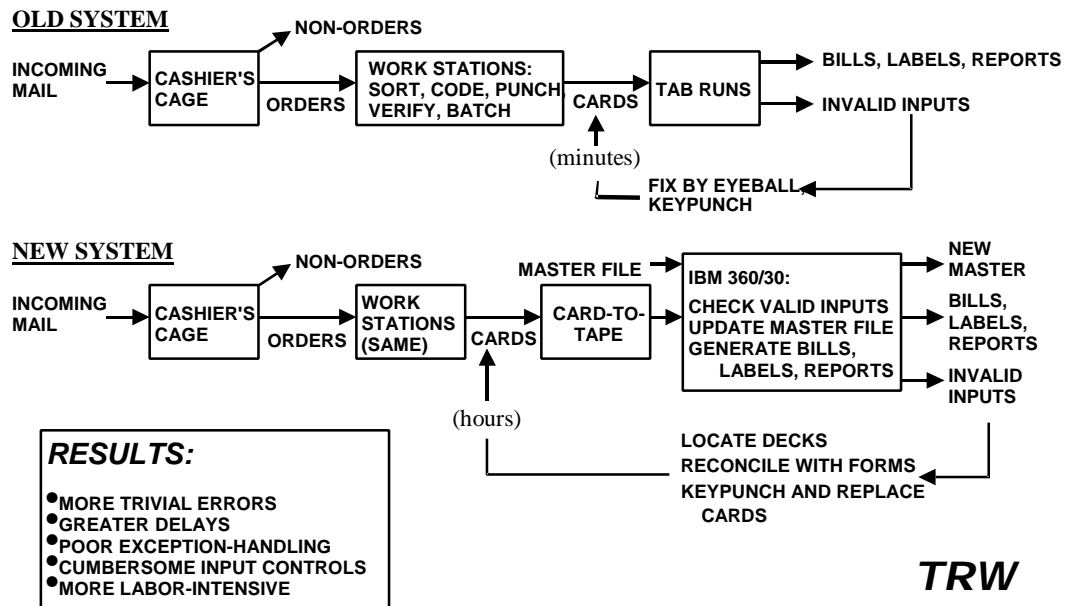 OLD SYSTEM
INCOMING
MAIL
CASHIER'S
CAGE
NON-ORDERS
ORDERS
WORK STATIONS:
SORT, CODE, PUNCH,
VERIFY, BATCH
CARDS
TAB RUNS
BILLS, LABELS, REPORTS
INVALID INPUTS
(minutes)
FIX BY EYEBALL,
KEYPUNCH
NEW SYSTEM
INCOMING
MAIL
CASHIER'S
CAGE
NON-ORDERS
ORDERS
WORK
STATIONS
(SAME)
CARDS
MASTER FILE
CARD-TO-
TAPE
IBM 360/30:
CHECK VALID INPUTS
UPDATE MASTER FILE
GENERATE BILLS,
LABELS, REPORTS
NEW
MASTER
BILLS,
LABELS,
REPORTS
INVALID
INPUTS
(hours)
LOCATE DECKS
RECONCILE WITH FORMS
KEYPUNCH AND REPLACE
CARDS
RESULTS:
•MORE TRIVIAL ERRORS
•GREATER DELAYS
•POOR EXCEPTION-HANDLING
•CUMBERSOME INPUT CONTROLS
•MORE LABOR-INTENSIVE
TRW